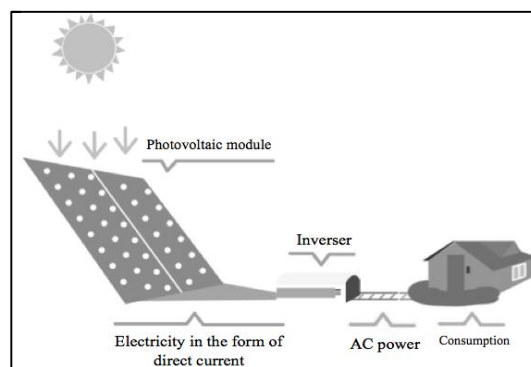 Photovoltaic module
Inverser
Electricity in the form of
direct current
AC power
Consumption